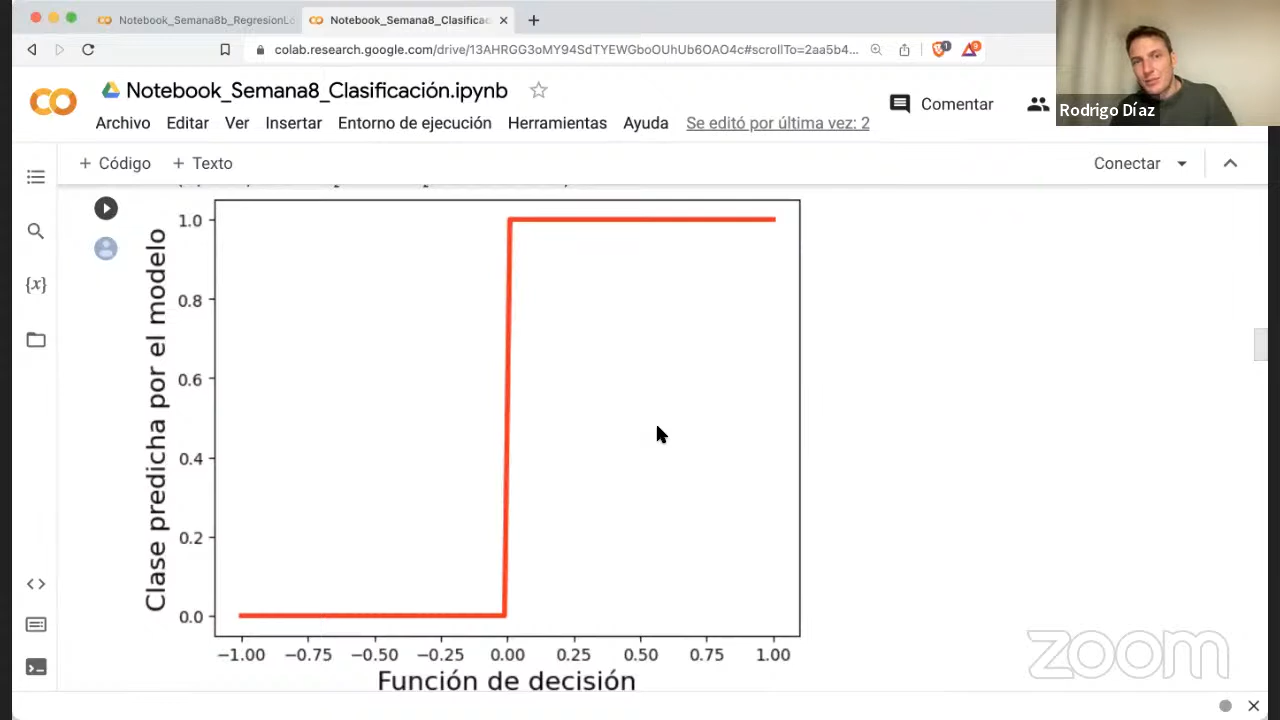 Notebook_Semana8b_RegresionLo
Notebook_Semana8_Clasificac
colab.research.google.com/drive/13AHRGG3oMY94SdTYEWGboOUhUb6OAO4c#scrollTo=2aa5b4...
Notebook_Semana8_Clasificación.ipynb
Comentar
Rodrigo Díaz
Archivo Editar Ver Insertar Entorno de ejecución Herramientas Ayuda Se editó por última vez: 2
+ Código + Texto
Conectar
{x}
Clase predicha por el modelo
1.0
0.8
0.6
0.4
0.2
0.0
−1.00 −0.75 −0.50 −0.25 0.00 0.25 0.50 0.75 1.00
Función de decisión
zoom